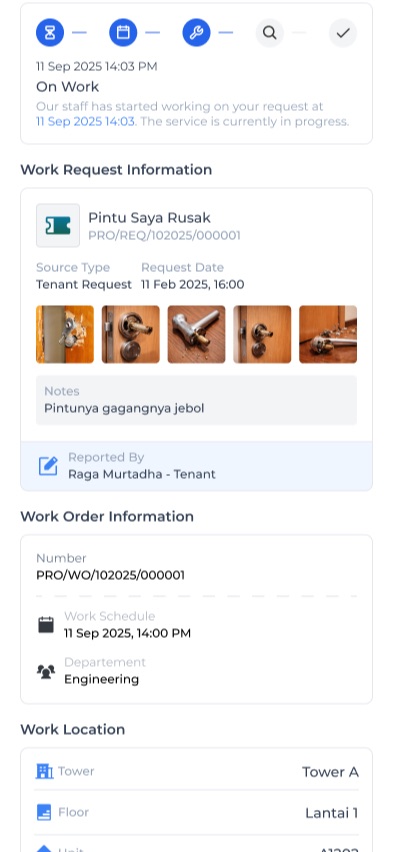 11 Sep 2025 14:03 PM
On Work
Our staff has started working on your request at
11 Sep 2025 14:03. The service is currently in progress.
Work Request Information
Pintu Saya Rusak
PRO/REQ/102025/000001
Source Type
Request Date
Tenant Request
11 Feb 2025, 16:00
Notes
Pintunya gagangnya jebol
Reported By
Raga Murtadha - Tenant
Work Order Information
Number
PRO/WO/102025/000001
Work Schedule
11 Sep 2025, 14:00 PM
Departement
Engineering
Work Location
Tower
Tower A
Floor
Lantai 1